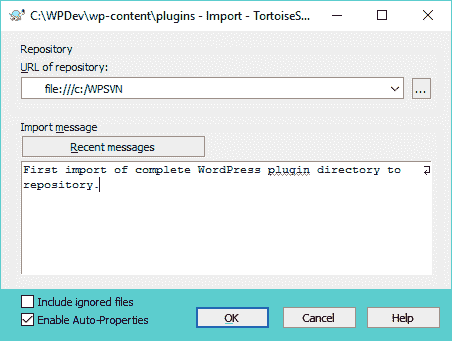 C:\WPDev\wp-content\plugins - Import - TortoiseS...
Repository
URL of repository:
file:///c:/WPSVN
...
Import message
Recent messages
First import of complete WordPress plugin directory to
repository.
Include ignored files
Enable Auto-Properties
OK
Cancel
Help